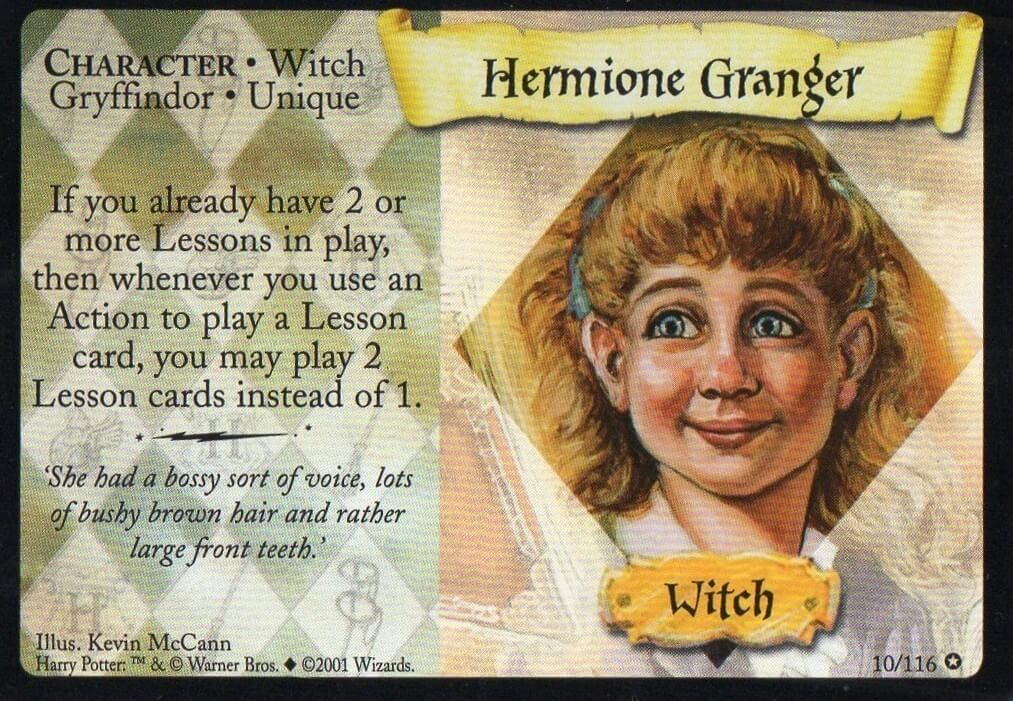 CHARACTER • Witch
Gryffindor • Unique
Hermione Granger
If you already have 2 or
more Lessons in play,
then whenever you use an
Action to play a Lesson
card, you may play 2
Lesson cards instead of 1.
‘She had a bossy sort of voice, lots
of bushy brown hair and rather
large front teeth.’
Witch
Illus. Kevin McCann
Harry Potter: ™ & © Warner Bros. ♦ ©2001 Wizards.
10/116 ✪